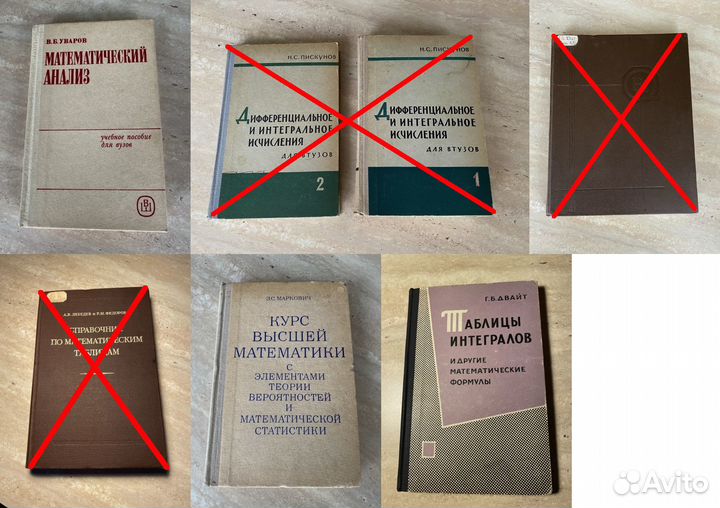 В.Б. УВАРОВ
МАТЕМАТИЧЕСКИЙ
АНАЛИЗ
учебное пособие
для вузов
Н.С. ПИСКУНОВ
ДИФФЕРЕНЦИАЛЬНОЕ
И ИНТЕГРАЛЬНОЕ
ИСЧИСЛЕНИЯ
ДЛЯ ВТУЗОВ
2
Н.С. ПИСКУНОВ
ДИФФЕРЕНЦИАЛЬНОЕ
И ИНТЕГРАЛЬНОЕ
ИСЧИСЛЕНИЯ
ДЛЯ ВТУЗОВ
1
А.В. ЛЕБЕДЕВ и Р.М. ФЕДОРОВ
СПРАВОЧНИК
ПО МАТЕМАТИЧЕСКИМ
ТАБЛИЦАМ
Э.С. МАРКОВИЧ
КУРС
ВЫСШЕЙ
МАТЕМАТИКИ
С
ЭЛЕМЕНТАМИ
ТЕОРИИ
ВЕРОЯТНОСТЕЙ
И
МАТЕМАТИЧЕСКОЙ
СТАТИСТИКИ
Г.Б. ДВАЙТ
ТАБЛИЦЫ
ИНТЕГРАЛОВ
И ДРУГИЕ
МАТЕМАТИЧЕСКИЕ
ФОРМУЛЫ
Avito